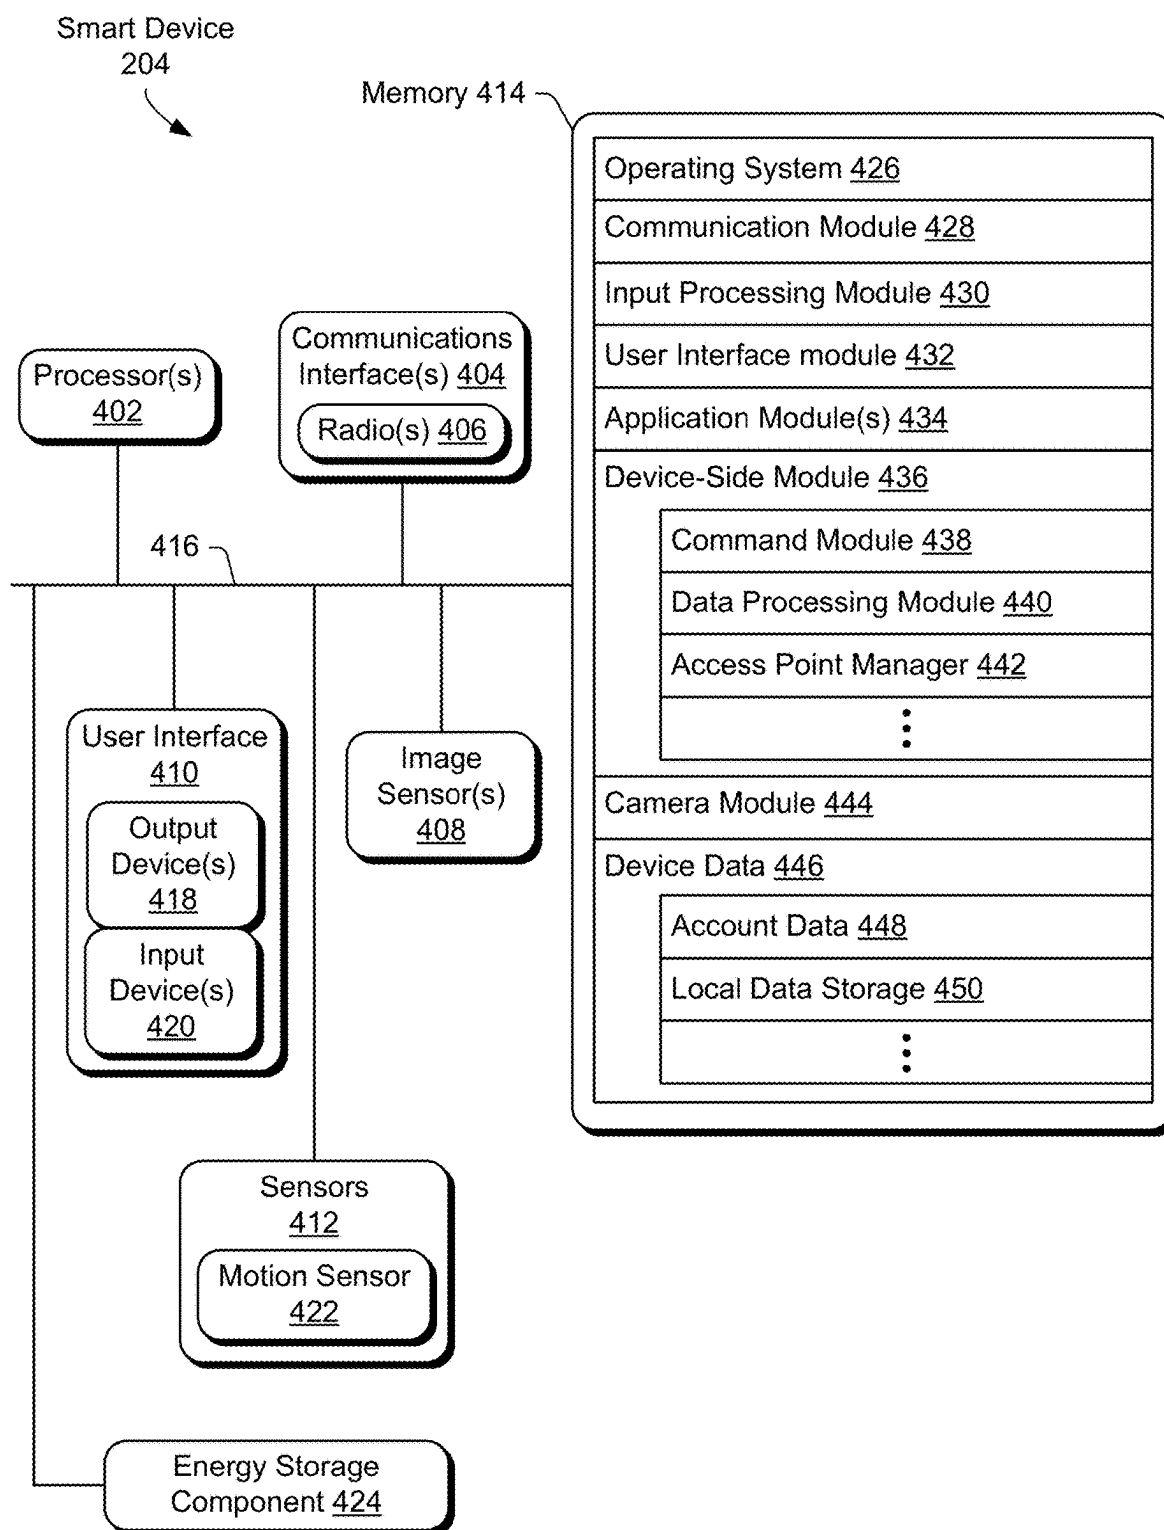 Smart Device
204
Memory 414
Operating System 426
Communication Module 428
Input Processing Module 430
User Interface module 432
Application Module(s) 434
Device-Side Module 436
Command Module 438
Data Processing Module 440
Access Point Manager 442
Camera Module 444
Device Data 446
Account Data 448
Local Data Storage 450
Processor(s)
402
Communications
Interface(s) 404
Radio(s) 406
416
User Interface
410
Output
Device(s)
418
Input
Device(s)
420
Image
Sensor(s)
408
Sensors
412
Motion Sensor
422
Energy Storage
Component 424